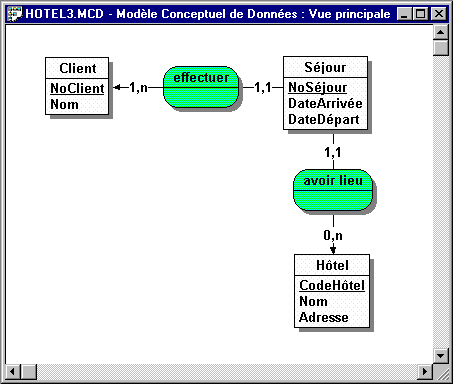 HOTEL3.MCD - Modèle Conceptuel de Données : Vue principale
Client
NoClient
Nom
1,n
effectuer
1,1
Séjour
NoSéjour
DateArrivée
DateDépart
1,1
avoir lieu
0,n
Hôtel
CodeHôtel
Nom
Adresse